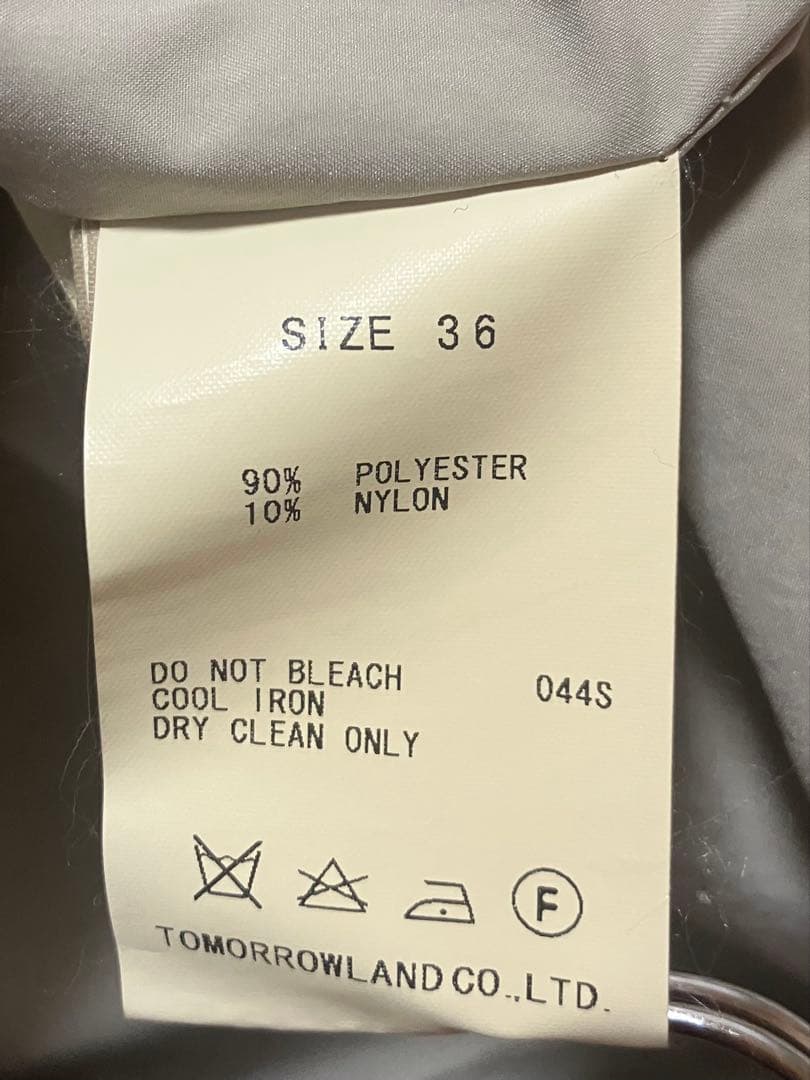 SIZE 36
90% POLYESTER
10% NYLON
DO NOT BLEACH
COOL IRON 044S
DRY CLEAN ONLY
F
TOMORROWLAND CO.,LTD.